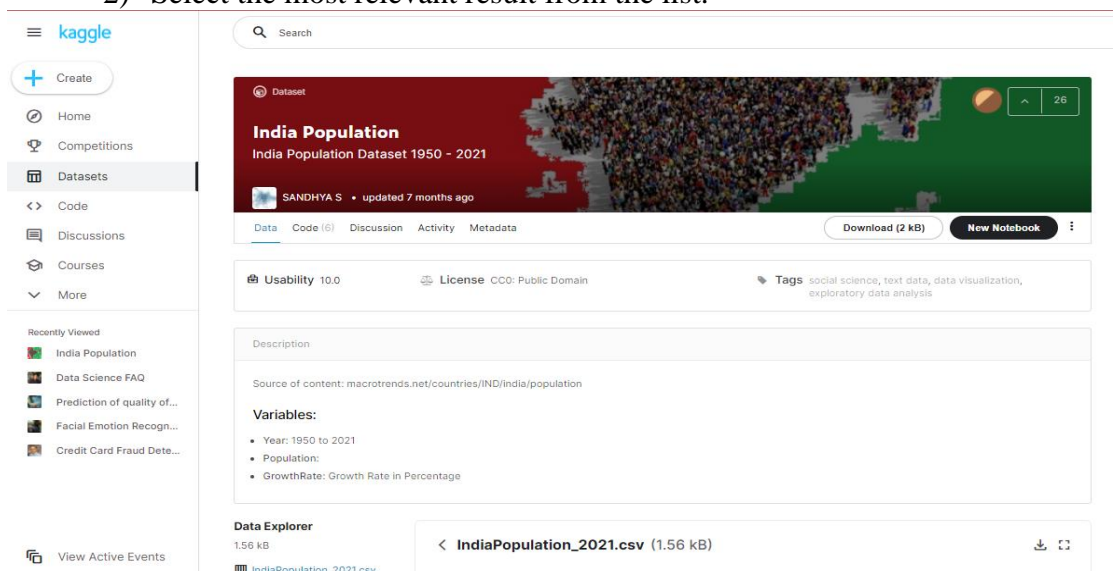 2) Select the most relevant result from the list.
kaggle
Search
Create
Home
Competitions
Datasets
Code
Discussions
Courses
More
Recently Viewed
India Population
Data Science FAQ
Prediction of quality of...
Facial Emotion Recogn...
Credit Card Fraud Dete...
View Active Events
Dataset
26
India Population
India Population Dataset 1950 - 2021
SANDHYA S • updated 7 months ago
Data Code (6) Discussion Activity Metadata
Download (2 kB) New Notebook
Usability 10.0 License CC0: Public Domain Tags social science, text data, data visualization,
exploratory data analysis
Description
Source of content: macrotrends.net/countries/IND/india/population
Variables:
• Year: 1950 to 2021
• Population:
• GrowthRate: Growth Rate in Percentage
Data Explorer
1.56 kB
IndiaPopulation_2021.csv
< IndiaPopulation_2021.csv (1.56 kB)